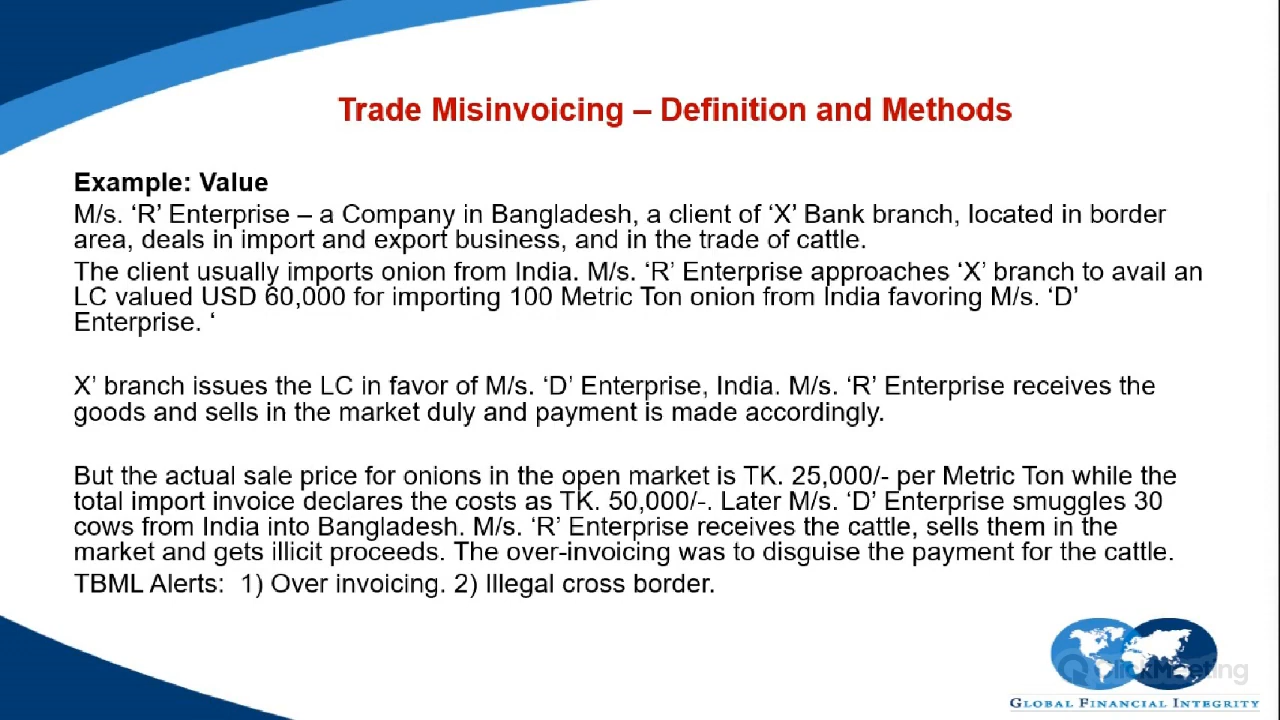 Trade Misinvoicing – Definition and Methods
Example: Value
M/s. ‘R’ Enterprise – a Company in Bangladesh, a client of ‘X’ Bank branch, located in border
area, deals in import and export business, and in the trade of cattle.
The client usually imports onion from India. M/s. ‘R’ Enterprise approaches ‘X’ branch to avail an
LC valued USD 60,000 for importing 100 Metric Ton onion from India favoring M/s. ‘D’
Enterprise. ‘
X’ branch issues the LC in favor of M/s. ‘D’ Enterprise, India. M/s. ‘R’ Enterprise receives the
goods and sells in the market duly and payment is made accordingly.
But the actual sale price for onions in the open market is TK. 25,000/- per Metric Ton while the
total import invoice declares the costs as TK. 50,000/-. Later M/s. ‘D’ Enterprise smuggles 30
cows from India into Bangladesh. M/s. ‘R’ Enterprise receives the cattle, sells them in the
market and gets illicit proceeds. The over-invoicing was to disguise the payment for the cattle.
TBML Alerts:  1) Over invoicing. 2) Illegal cross border.
ClickMeeting
GLOBAL FINANCIAL INTEGRITY